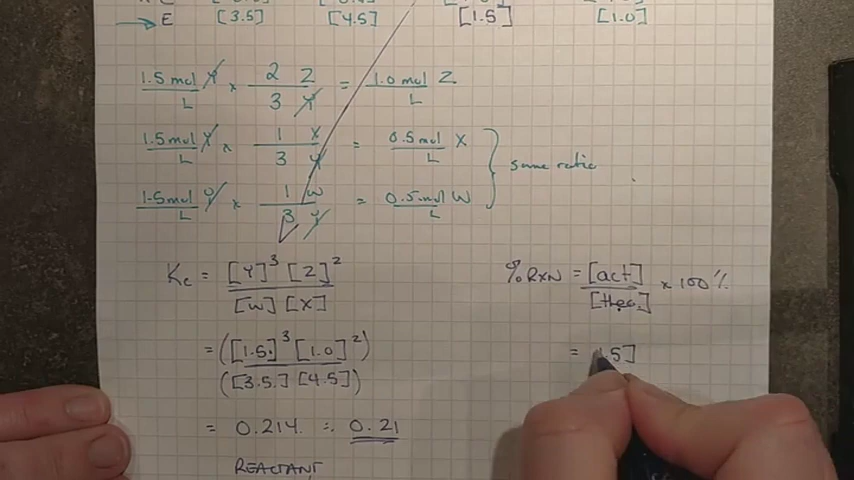 E [3.5] [4.5] [1.5] [1.0]
1.5 mol Y/L × 2 Z/3 Y = 1.0 mol Z/L
1.5 mol Y/L × 1 X/3 Y = 0.5 mol X/L
1.5 mol Y/L × 1 W/3 Y = 0.5 mol W/L
same ratio
Kc = [Y]³ [Z]²/[W] [X]
= ([1.5]³ [1.0]²)/([3.5] [4.5])
= 0.214 ∴ 0.21
REACTANT
% RXN = [act]/[theo.] × 100%
= 1.5]